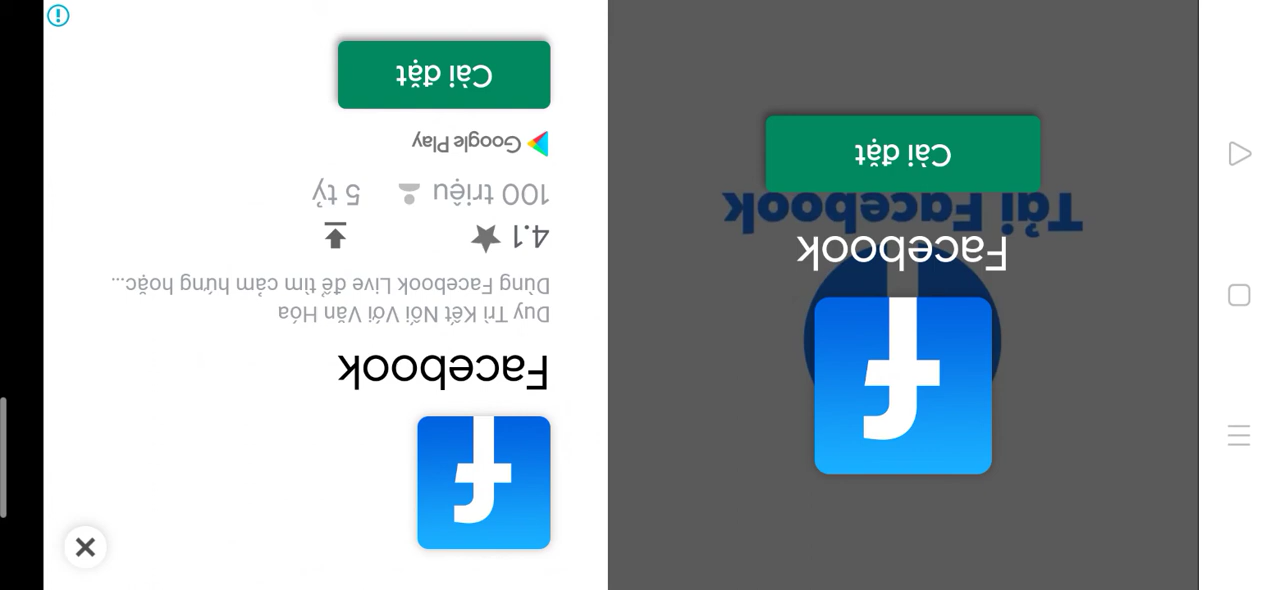 Facebook
Tải Facebook
Cài đặt
Facebook
Duy Trì Kết Nối Với Văn Hóa
Dùng Facebook Live để tìm cảm hứng hoặc...
4.1
100 triệu 5 tỷ
Google Play
Cài đặt